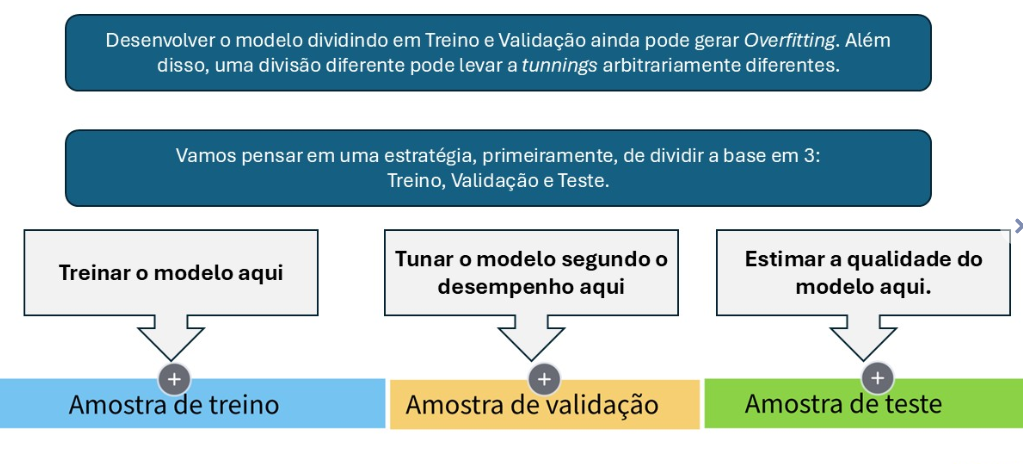 Desenvolver o modelo dividindo em Treino e Validação ainda pode gerar Overfitting. Além
disso, uma divisão diferente pode levar a tunnings arbitrariamente diferentes.
Vamos pensar em uma estratégia, primeiramente, de dividir a base em 3:
Treino, Validação e Teste.
Treinar o modelo aqui
Tunar o modelo segundo o
desempenho aqui
Estimar a qualidade do
modelo aqui.
Amostra de treino
Amostra de validação
Amostra de teste